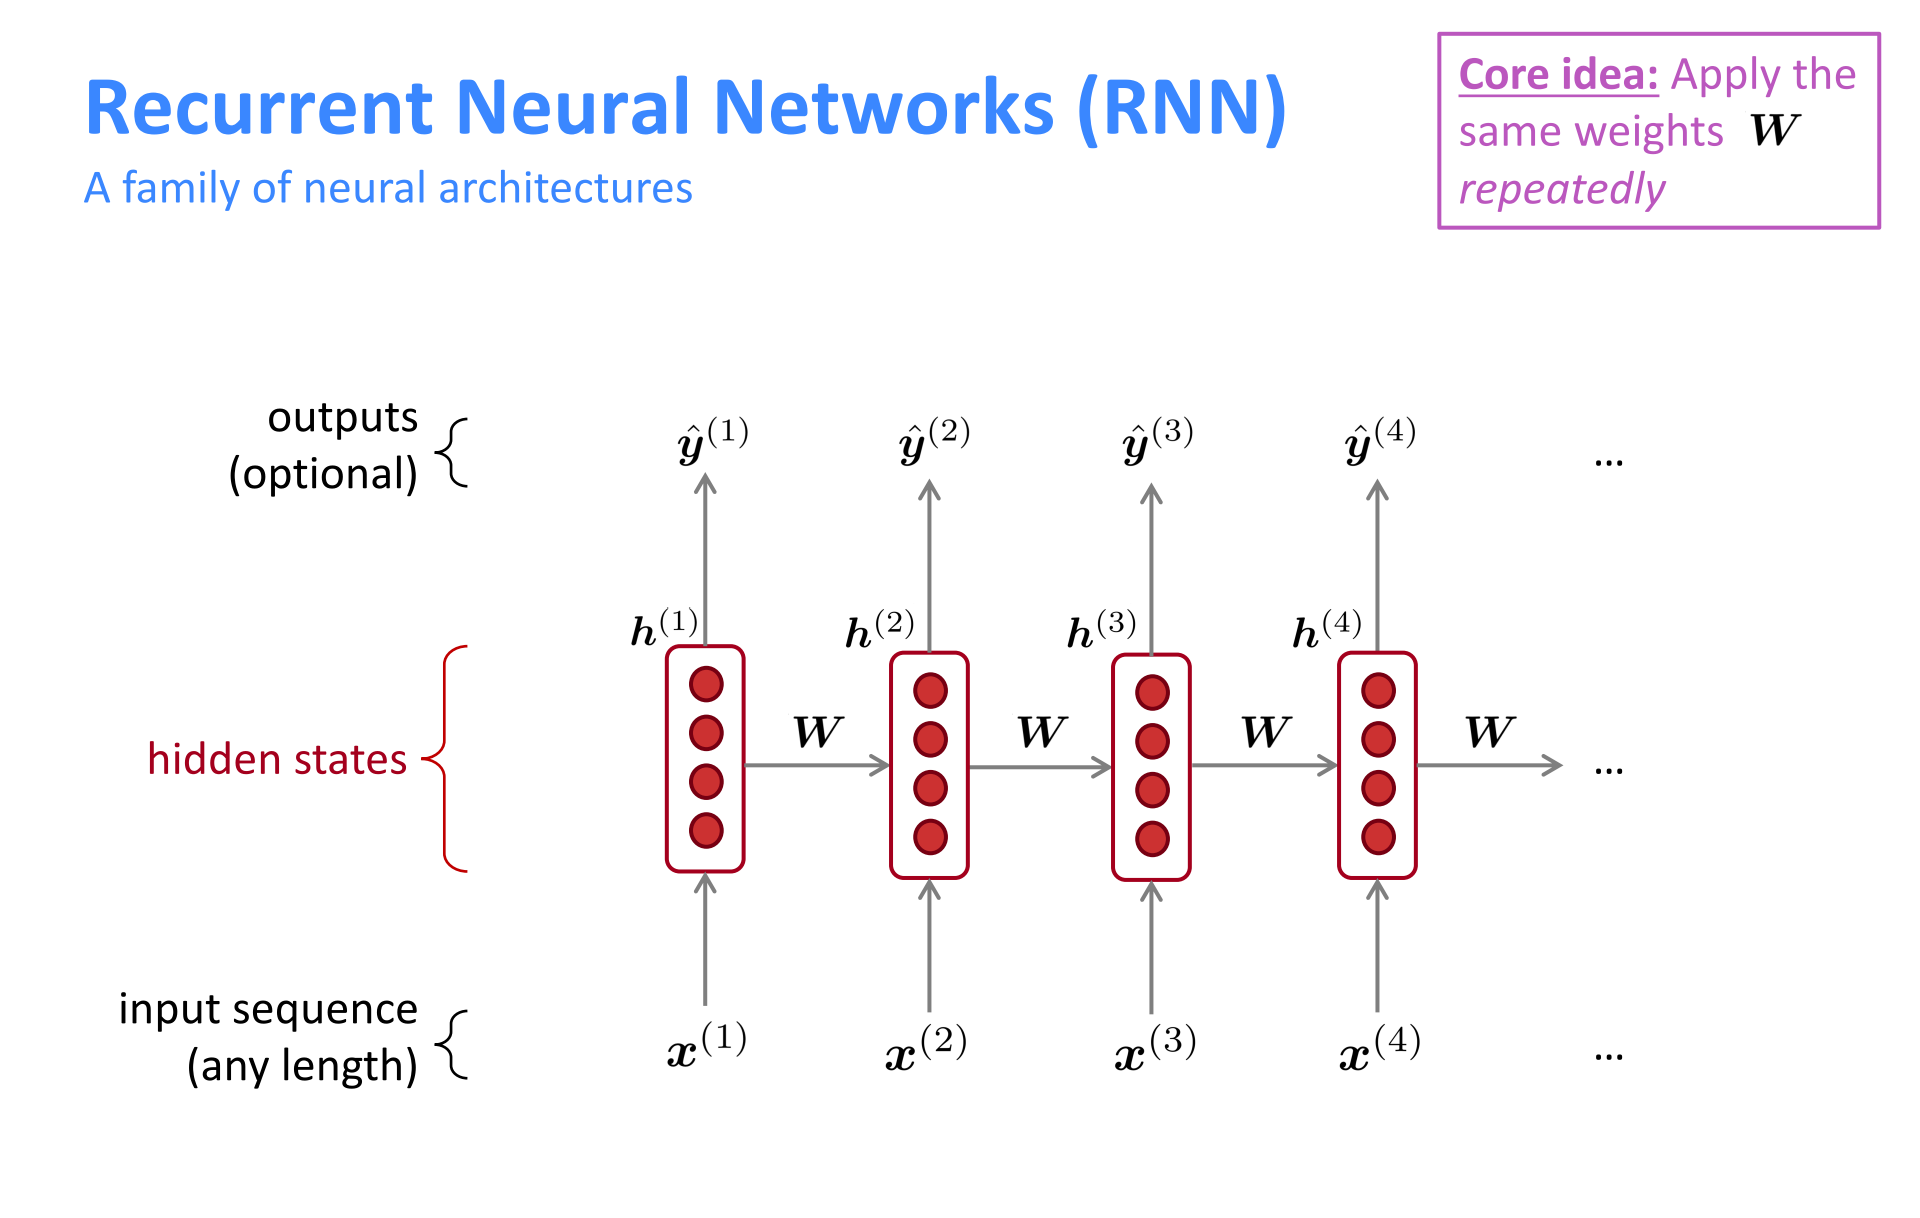 Recurrent Neural Networks (RNN)
A family of neural architectures
Core idea: Apply the
same weights W
repeatedly
outputs
(optional)
ŷ⁽¹⁾ ŷ⁽²⁾ ŷ⁽³⁾ ŷ⁽⁴⁾ …
h⁽¹⁾ h⁽²⁾ h⁽³⁾ h⁽⁴⁾
W W W W
hidden states …
input sequence
(any length)
x⁽¹⁾ x⁽²⁾ x⁽³⁾ x⁽⁴⁾ …